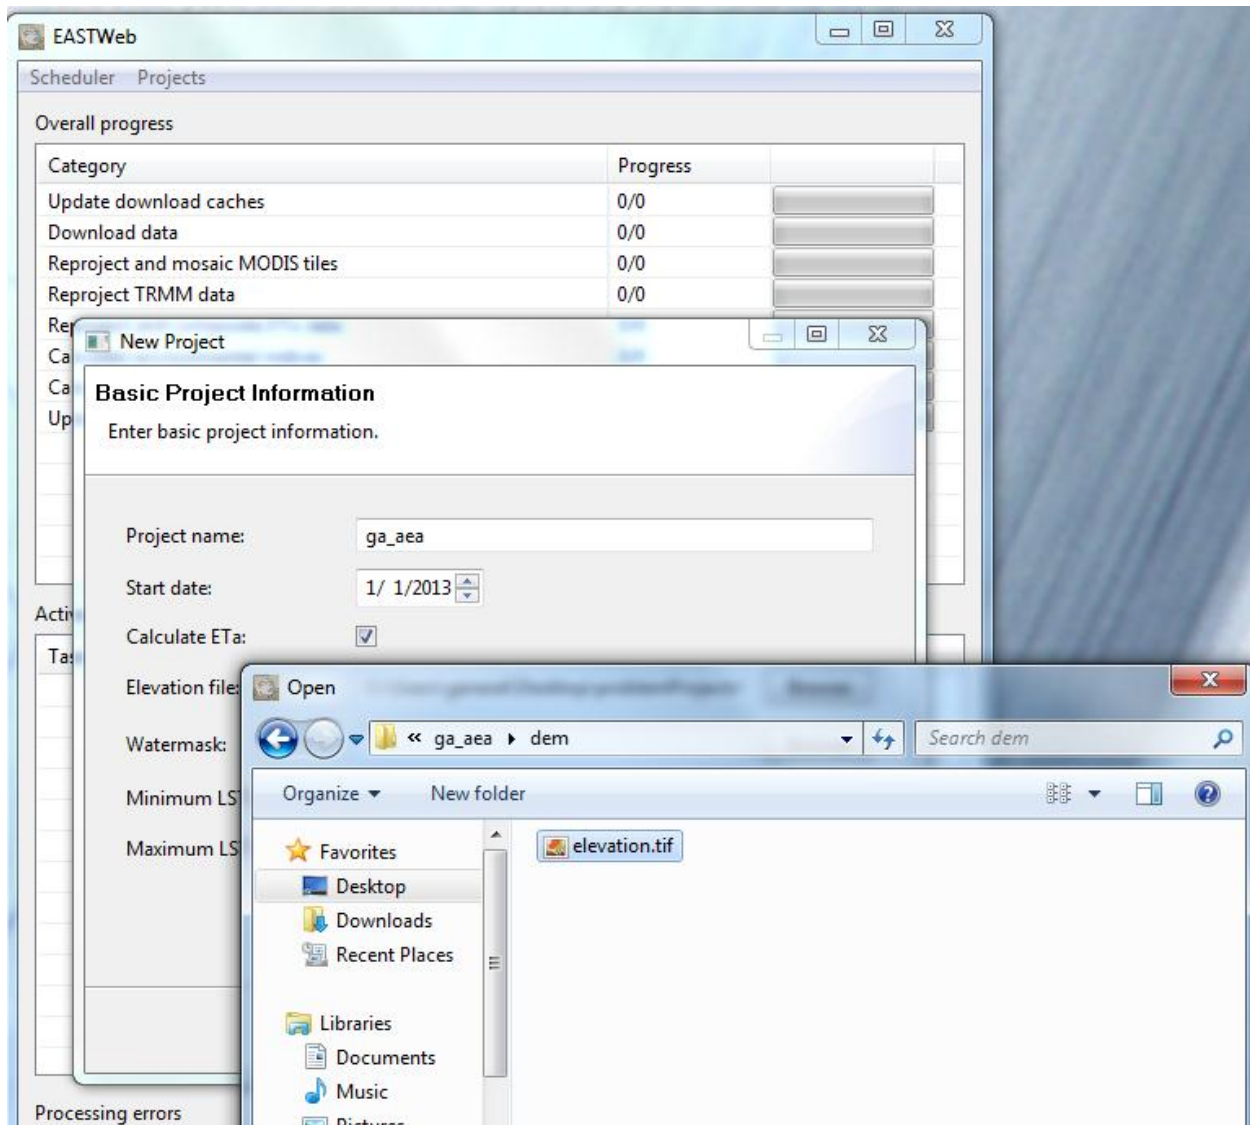 EASTWeb
Scheduler Projects
Overall progress
Category Progress
Update download caches 0/0
Download data 0/0
Reproject and mosaic MODIS tiles 0/0
Reproject TRMM data 0/0
New Project
Basic Project Information
Enter basic project information.
Project name: ga_aea
Start date: 1/ 1/2013
Calculate ETa:
Elevation file:
Open
Watermask:
« ga_aea dem Search dem
Minimum LS
Organize New folder
Maximum LS
Favorites elevation.tif
Desktop
Downloads
Recent Places
Libraries
Documents
Music
Pictures
Processing errors